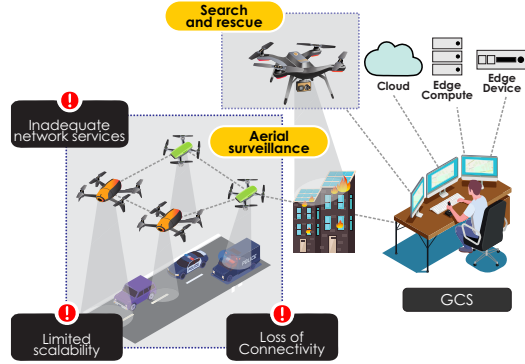 Search
and rescue
Cloud
Edge
Compute
Edge
Device
Inadequate
network services
Aerial
surveillance
POLICE
GCS
Limited
scalability
Loss of
Connectivity